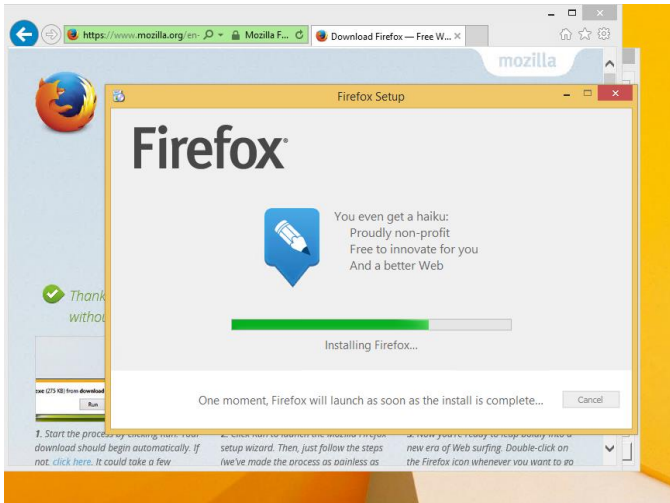 https://www.mozilla.org/en-
Mozilla F...
Download Firefox — Free W...
mozilla
Firefox Setup
Firefox
You even get a haiku:
Proudly non-profit
Free to innovate for you
And a better Web
Thank
withou
Installing Firefox...
exe (275 KB) from download
Run
One moment, Firefox will launch as soon as the install is complete...
Cancel
1. Start the process by clicking Run. Your
download should begin automatically. If
not, click here. It could take a few
2. Click Run to launch the Mozilla Firefox
setup wizard. Then, just follow the steps
(we've made the process as painless as
3. Now you're ready to leap boldly into a
new era of Web surfing. Double-click on
the Firefox icon whenever you want to go